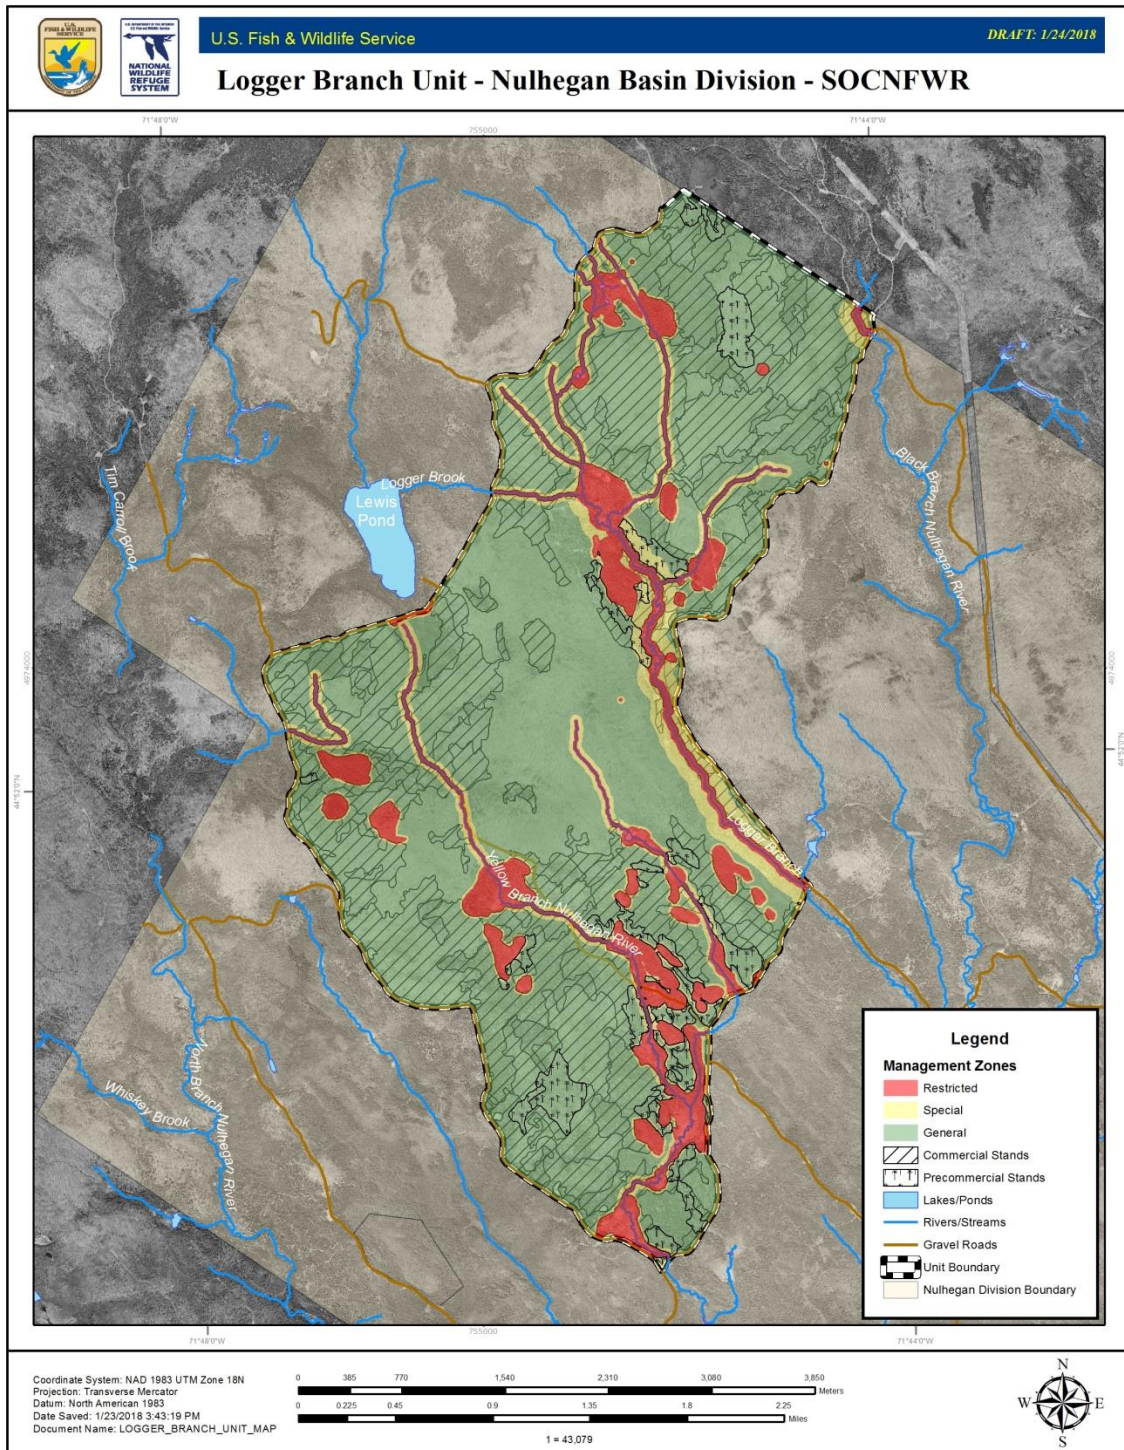 U.S.
FISH & WILDLIFE
SERVICE
NATIONAL
WILDLIFE
REFUGE
SYSTEM
U.S. Fish & Wildlife Service
DRAFT: 1/24/2018
Logger Branch Unit - Nulhegan Basin Division - SOCNFWR
71°48'0"W
755000
71°44'0"W
Tim Carroll Brook
Lewis
Pond
Logger Brook
Black Branch Nulhegan River
4974000
4974000
44°52'0"N
44°52'0"N
Logger Branch
Yellow Branch Nulhegan River
North Branch Nulhegan River
Whiskey Brook
Legend
Management Zones
Restricted
Special
General
Commercial Stands
Precommercial Stands
Lakes/Ponds
Rivers/Streams
Gravel Roads
Unit Boundary
Nulhegan Division Boundary
71°48'0"W
755000
71°44'0"W
Coordinate System: NAD 1983 UTM Zone 18N
Projection: Transverse Mercator
Datum: North American 1983
Date Saved: 1/23/2018 3:43:19 PM
Document Name: LOGGER_BRANCH_UNIT_MAP
0 385 770 1,540 2,310 3,080 3,850
Meters
0 0.225 0.45 0.9 1.35 1.8 2.25
Miles
1 = 43,079
N
W E
S